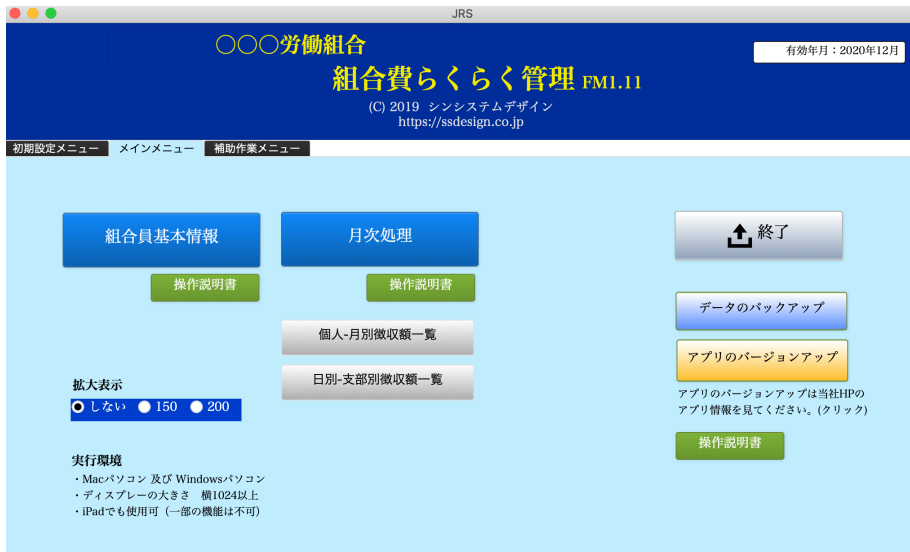 JRS
〇〇〇労働組合
有効年月：2020年12月
組合費らくらく管理 FM1.11
(C) 2019 シンシステムデザイン
https://ssdesign.co.jp
初期設定メニュー
メインメニュー
補助作業メニュー
組合員基本情報
月次処理
終了
操作説明書
操作説明書
データのバックアップ
個人-月別徴収額一覧
アプリのバージョンアップ
日別-支部別徴収額一覧
アプリのバージョンアップは当社HPの
アプリ情報を見てください。(クリック)
拡大表示
しない 150 200
操作説明書
実行環境
・Macパソコン 及び Windowsパソコン
・ディスプレーの大きさ　横1024以上
・iPadでも使用可（一部の機能は不可）